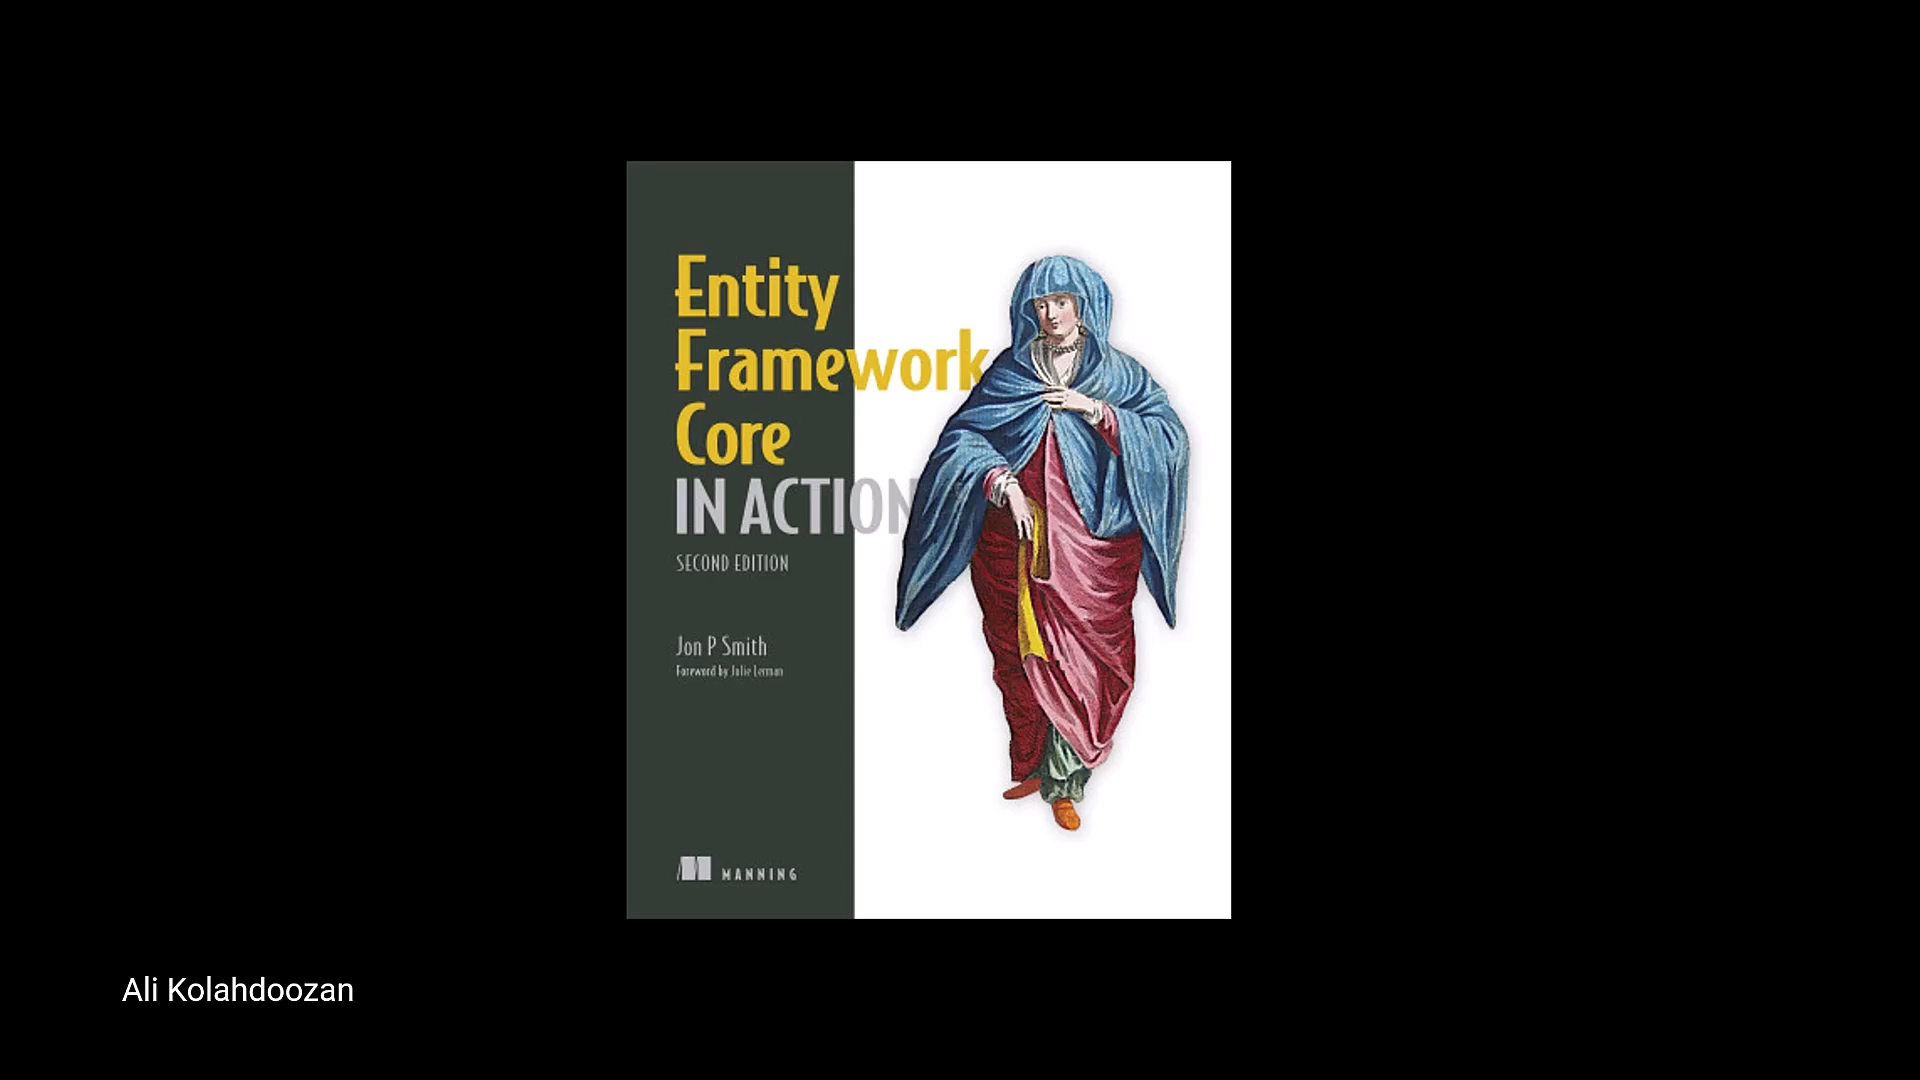 Entity
Framework
Core
IN ACTION
SECOND EDITION
Jon P Smith
Foreword by Julie Lerman
MANNING
Ali Kolahdoozan